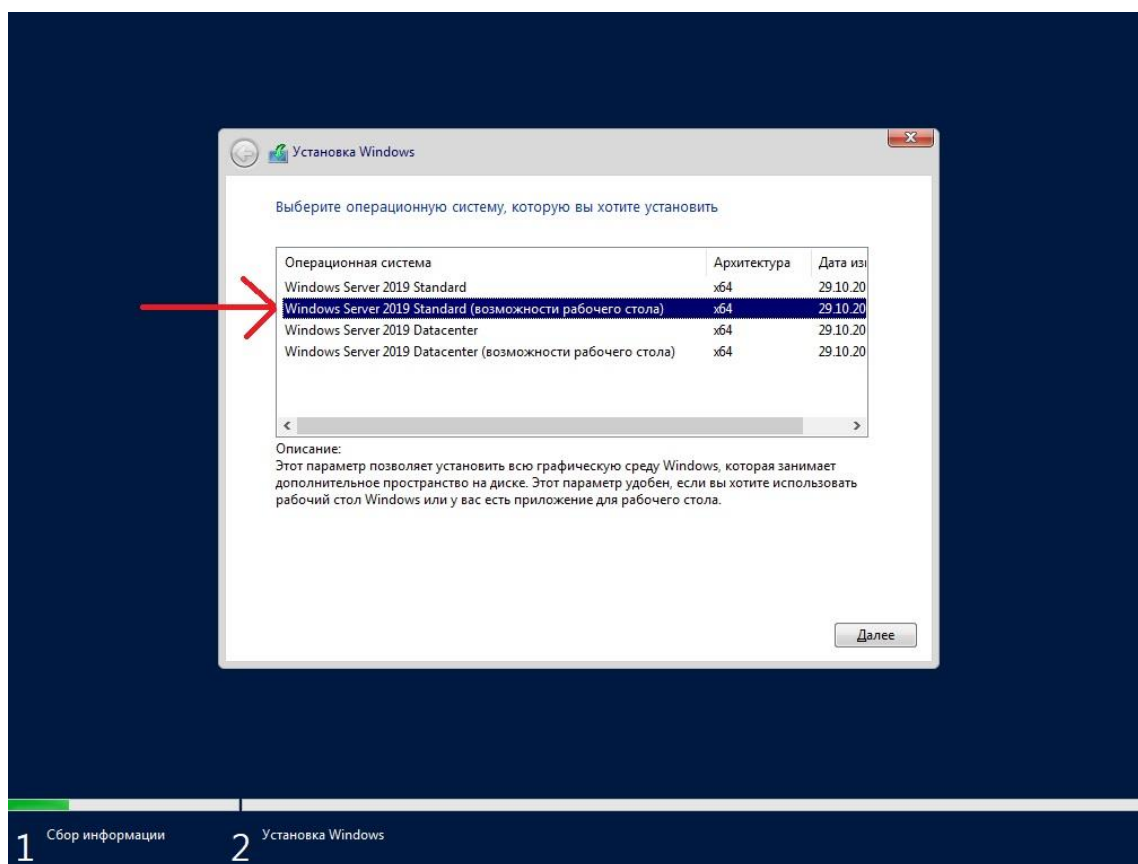 Установка Windows
Выберите операционную систему, которую вы хотите установить
Операционная система Архитектура Дата изı
Windows Server 2019 Standard x64 29.10.20
Windows Server 2019 Standard (возможности рабочего стола) x64 29.10.20
Windows Server 2019 Datacenter x64 29.10.20
Windows Server 2019 Datacenter (возможности рабочего стола) x64 29.10.20
Описание:
Этот параметр позволяет установить всю графическую среду Windows, которая занимает
дополнительное пространство на диске. Этот параметр удобен, если вы хотите использовать
рабочий стол Windows или у вас есть приложение для рабочего стола.
Далее
1 Сбор информации 2 Установка Windows